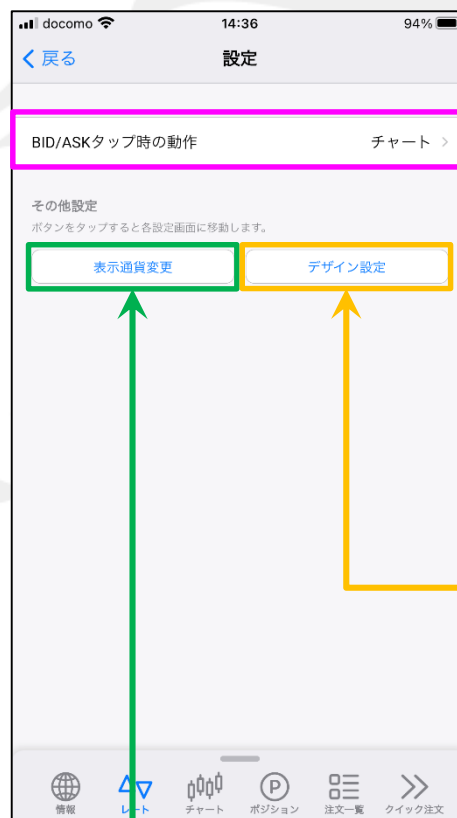 docomo 14:36 94%
戻る 設定
BID/ASKタップ時の動作 チャート
その他設定
ボタンをタップすると各設定画面に移動します。
表示通貨変更 デザイン設定
情報 レート チャート ポジション 注文一覧 クイック注文